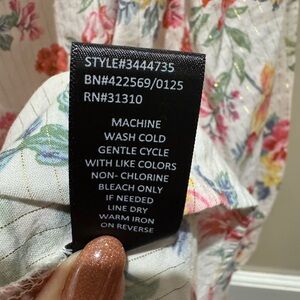 STYLE#3444735
BN#422569/0125
RN#31310
MACHINE
WASH COLD
GENTLE CYCLE
WITH LIKE COLORS
NON- CHLORINE
BLEACH ONLY
IF NEEDED
LINE DRY
WARM IRON
ON REVERSE